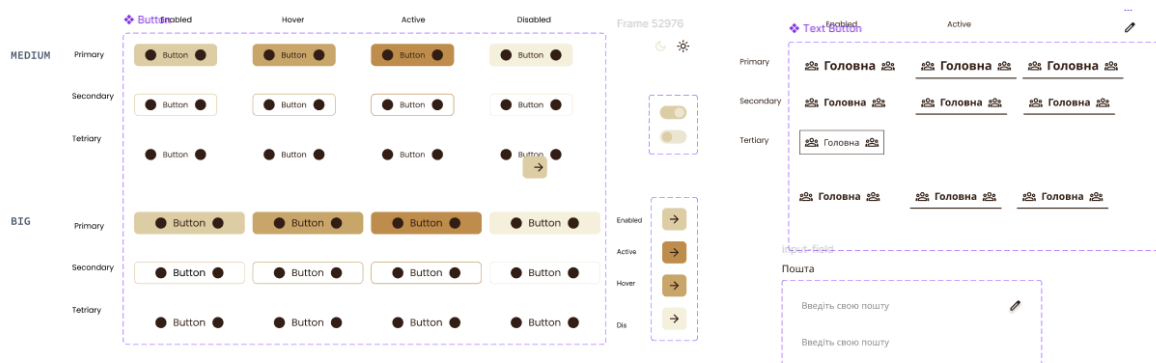 Button
Enabled
Hover
Active
Disabled
MEDIUM
Primary
Button
Button
Button
Button
Secondary
Button
Button
Button
Button
Tetriary
Button
Button
Button
Button
BIG
Primary
Button
Button
Button
Button
Secondary
Button
Button
Button
Button
Tetriary
Button
Button
Button
Button
Frame 52976
Enabled
Active
Hover
Dis
Text Button
Enabled
Active
Primary
Головна
Головна
Головна
Secondary
Головна
Головна
Головна
Tertiary
Головна
Головна
Головна
Головна
input-field
Пошта
Введіть свою пошту
Введіть свою пошту